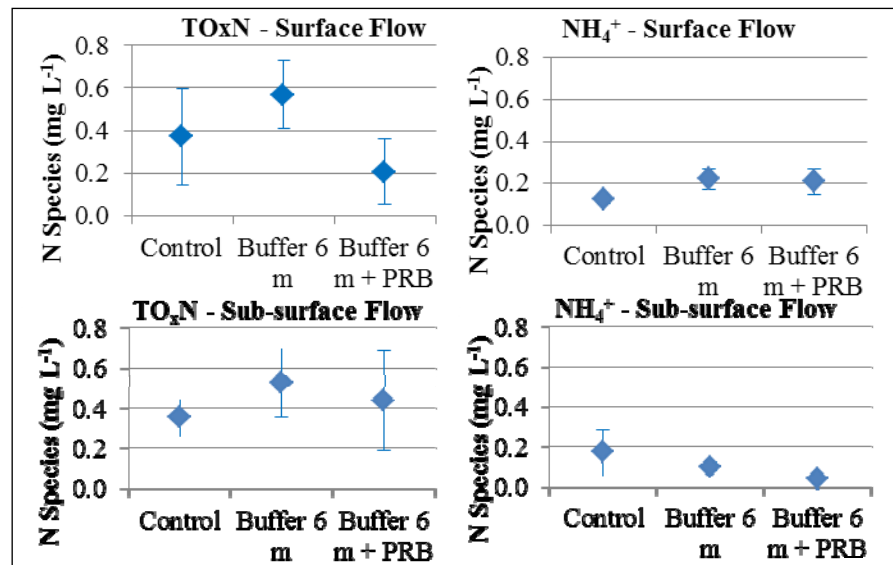 TOxN - Surface Flow
N Species (mg L⁻¹)
0.8
0.6
0.4
0.2
0.0
Control
Buffer 6
m
Buffer 6
m + PRB
NH₄⁺ - Surface Flow
N Species (mg L⁻¹)
0.8
0.6
0.4
0.2
0.0
Control
Buffer 6
m
Buffer 6
m + PRB
TOₓN - Sub-surface Flow
N Species (mg L⁻¹)
0.8
0.6
0.4
0.2
0.0
Control
Buffer 6
m
Buffer 6
m + PRB
NH₄⁺ - Sub-surface Flow
N Species (mg L⁻¹)
0.8
0.6
0.4
0.2
0.0
Control
Buffer 6
m
Buffer 6
m + PRB